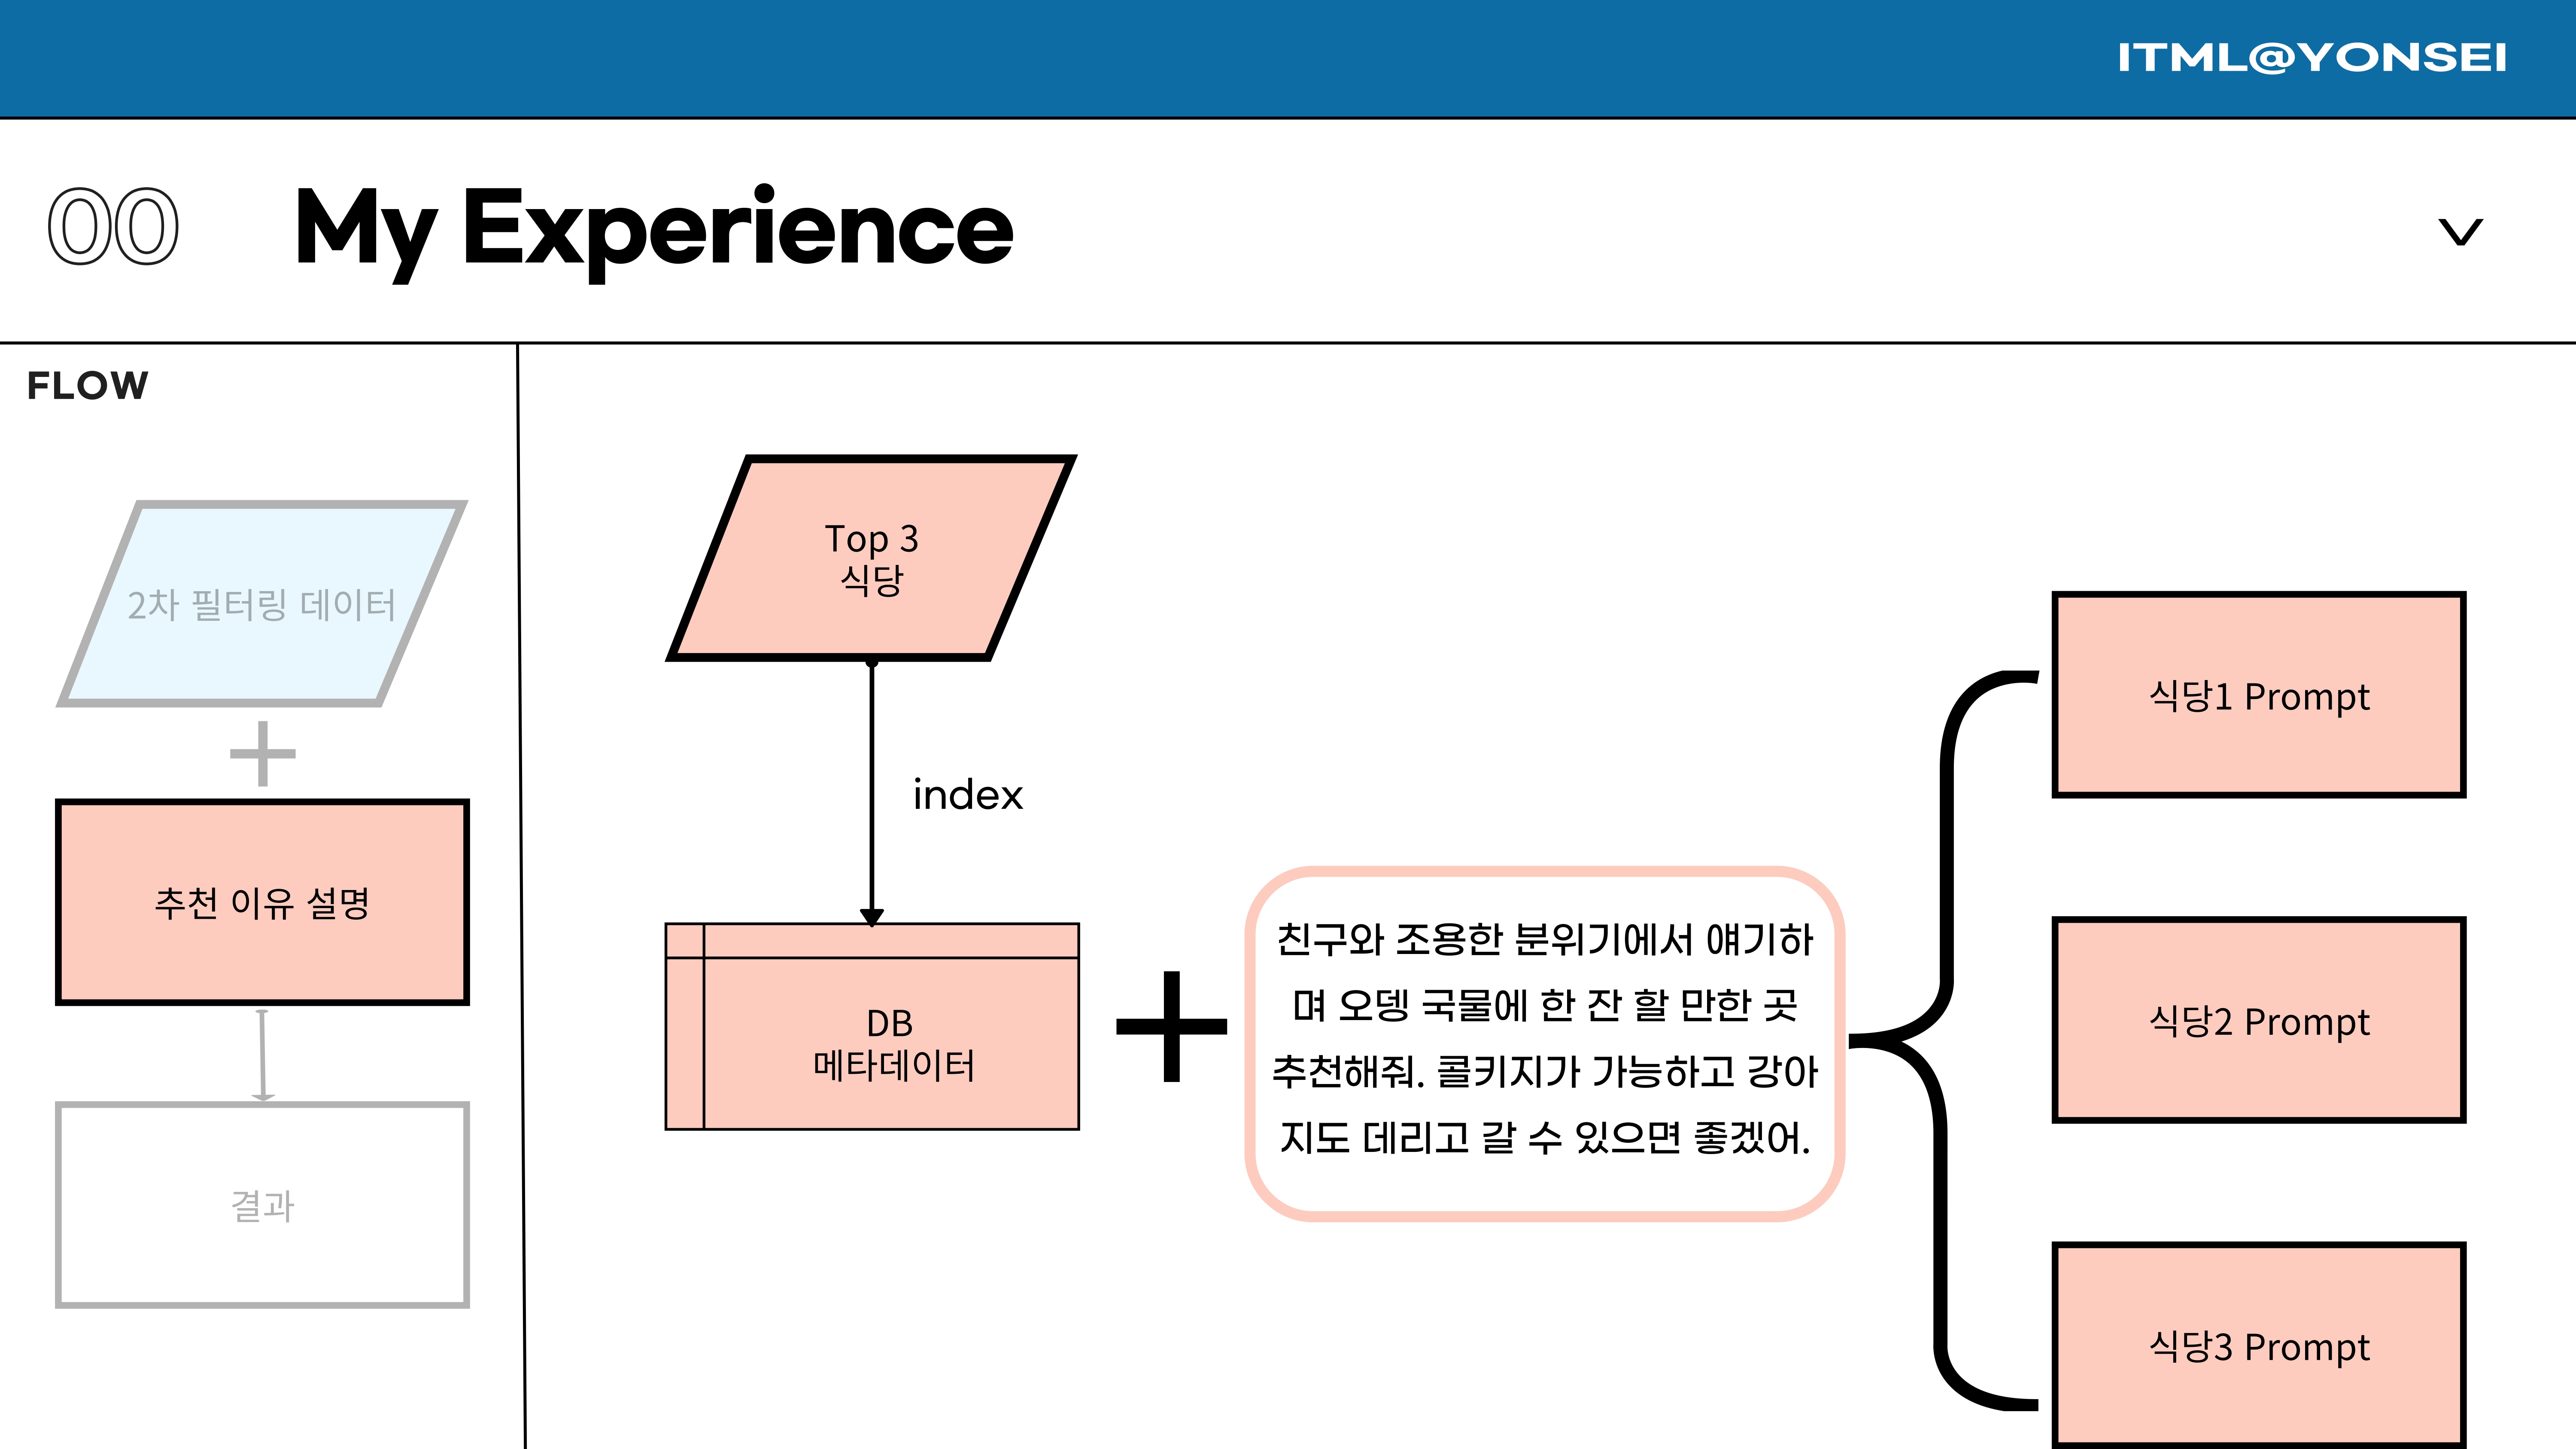 ITML@YONSEI
00
My Experience
FLOW
2차 필터링 데이터
추천 이유 설명
결과
Top 3
식당
index
DB
메타데이터
친구와 조용한 분위기에서 얘기하
며 오뎅 국물에 한 잔 할 만한 곳
추천해줘. 콜키지가 가능하고 강아
지도 데리고 갈 수 있으면 좋겠어.
식당1 Prompt
식당2 Prompt
식당3 Prompt